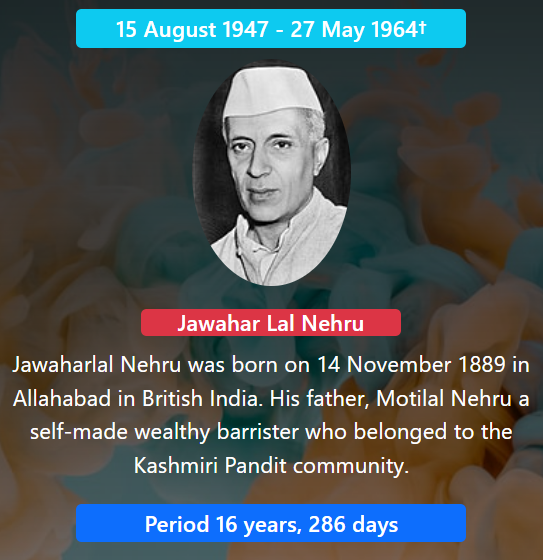 15 August 1947 - 27 May 1964†
Jawahar Lal Nehru
Jawaharlal Nehru was born on 14 November 1889 in
Allahabad in British India. His father, Motilal Nehru a
self-made wealthy barrister who belonged to the
Kashmiri Pandit community.
Period 16 years, 286 days